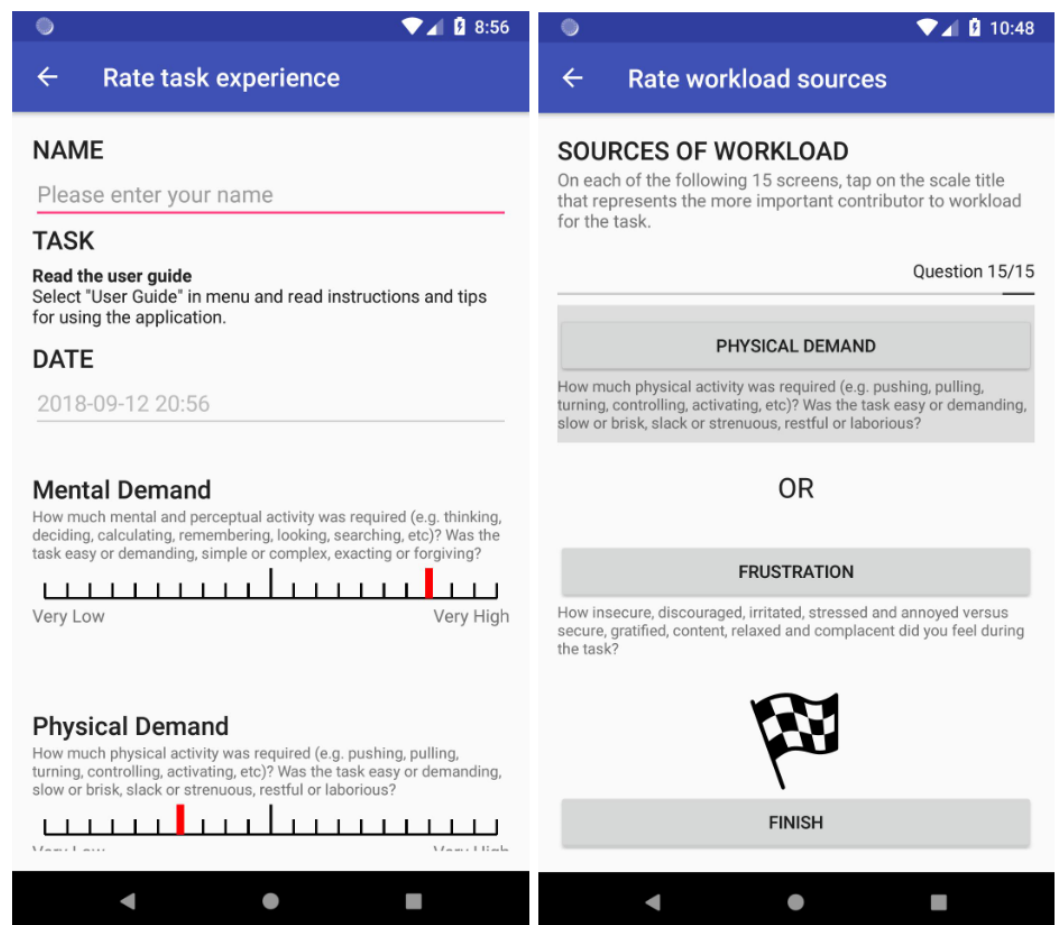 8:56
Rate task experience
NAME
Please enter your name
TASK
Read the user guide
Select "User Guide" in menu and read instructions and tips
for using the application.
DATE
2018-09-12 20:56
Mental Demand
How much mental and perceptual activity was required (e.g. thinking,
deciding, calculating, remembering, looking, searching, etc)? Was the
task easy or demanding, simple or complex, exacting or forgiving?
Very Low Very High
Physical Demand
How much physical activity was required (e.g. pushing, pulling,
turning, controlling, activating, etc)? Was the task easy or demanding,
slow or brisk, slack or strenuous, restful or laborious?
Very Low Very High
10:48
Rate workload sources
SOURCES OF WORKLOAD
On each of the following 15 screens, tap on the scale title
that represents the more important contributor to workload
for the task.
Question 15/15
PHYSICAL DEMAND
How much physical activity was required (e.g. pushing, pulling,
turning, controlling, activating, etc)? Was the task easy or demanding,
slow or brisk, slack or strenuous, restful or laborious?
OR
FRUSTRATION
How insecure, discouraged, irritated, stressed and annoyed versus
secure, gratified, content, relaxed and complacent did you feel during
the task?
FINISH